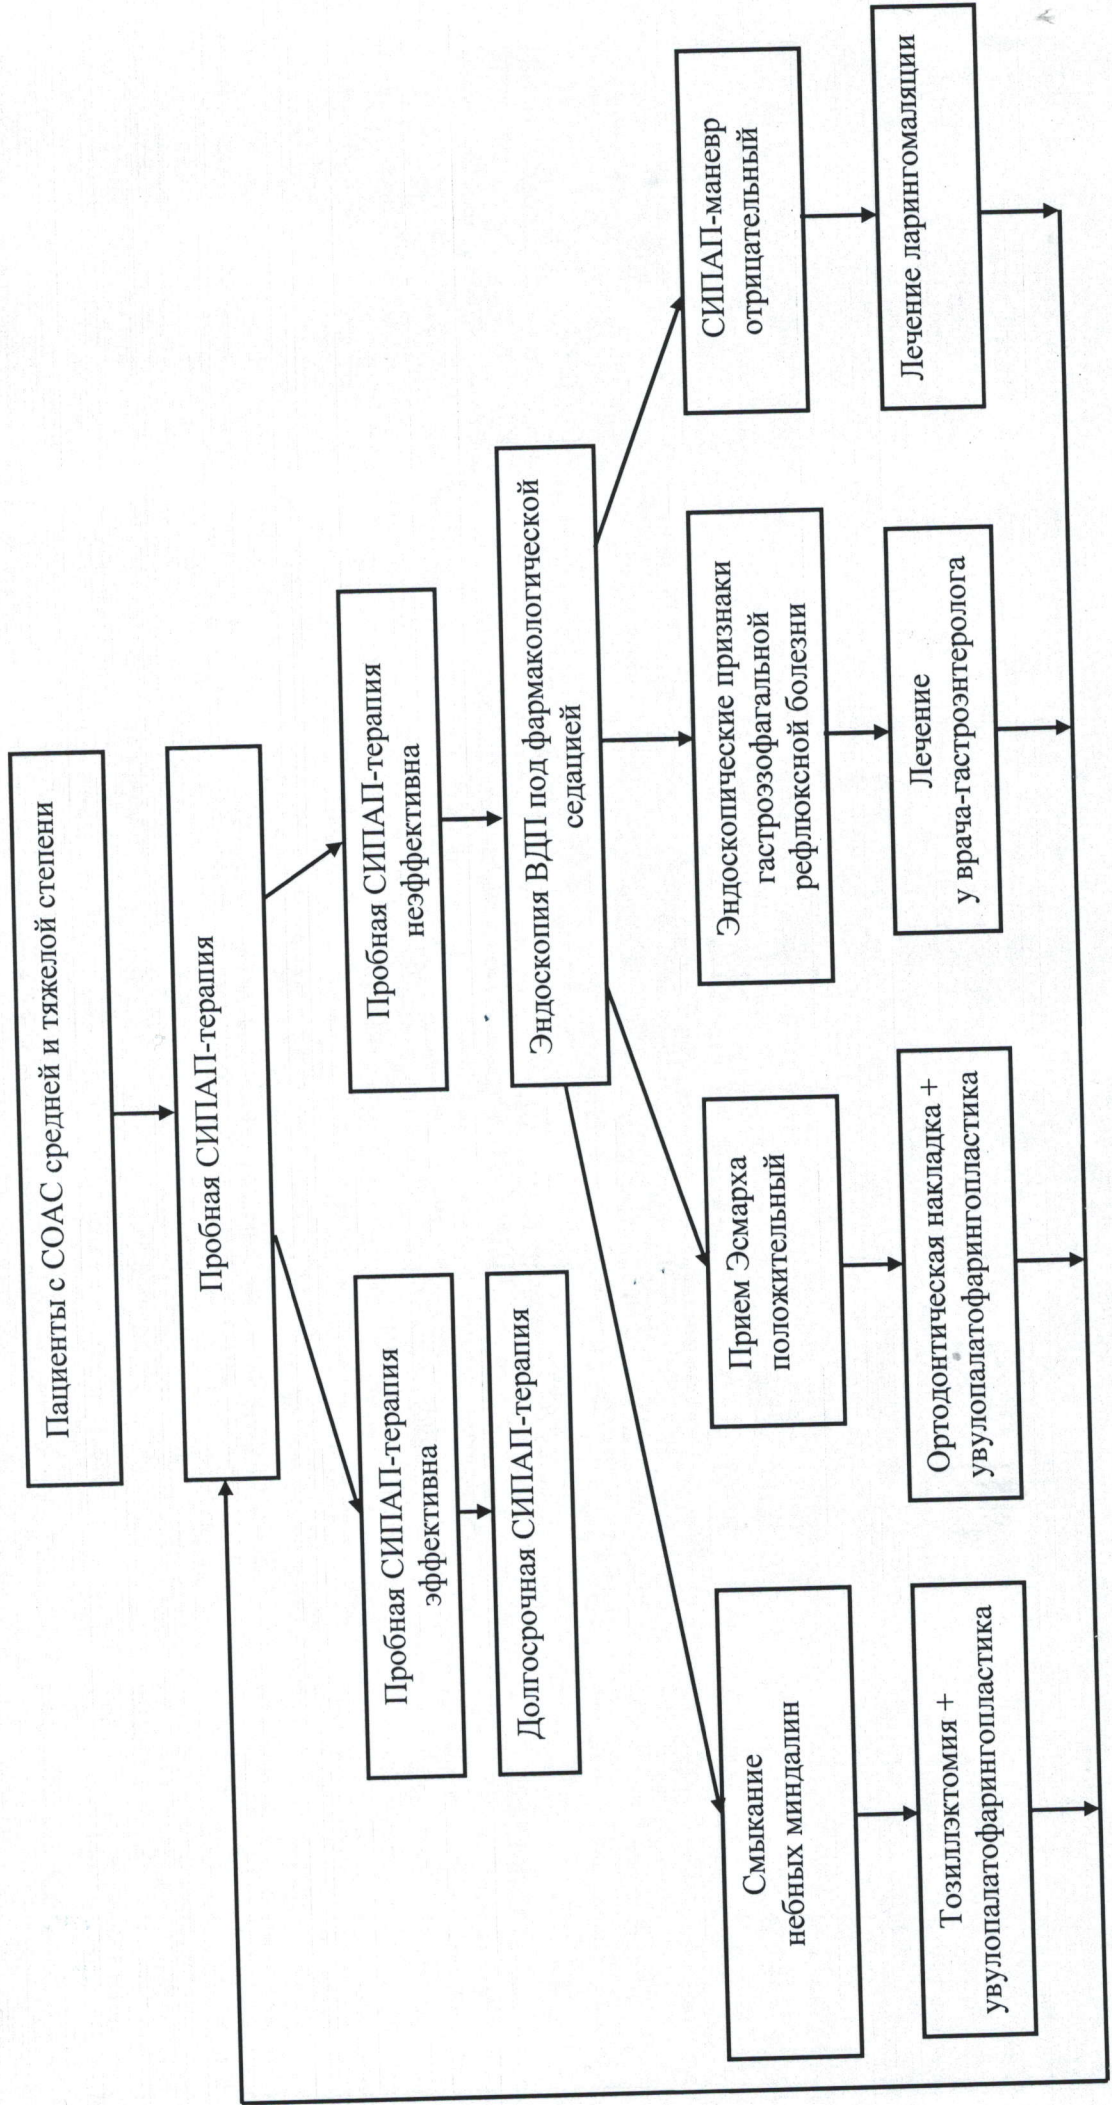 Пациенты с СОАС средней и тяжелой степени
Пробная СИПАП-терапия
Пробная СИПАП-терапия
эффективна
Долгосрочная СИПАП-терапия
Пробная СИПАП-терапия
неэффективна
Эндоскопия ВДП под фармакологической
седацией
Смыкание
небных миндалин
Прием Эсмарха
положительный
Эндоскопические признаки
гастроэзофагальной
рефлюксной болезни
СИПАП-маневр
отрицательный
Тозиллэктомия +
увулопалатофарингопластика
Ортодонтическая накладка +
увулопалатофарингопластика
Лечение
у врача-гастроэнтеролога
Лечение ларингомаляции